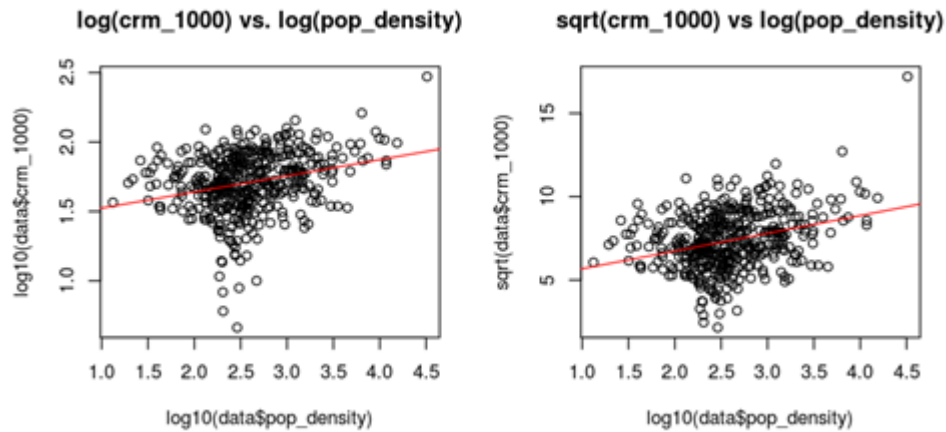 log(crm_1000) vs. log(pop_density)
log10(data$crm_1000)
2.5
2.0
1.5
1.0
1.0 1.5 2.0 2.5 3.0 3.5 4.0 4.5
log10(data$pop_density)
sqrt(crm_1000) vs log(pop_density)
sqrt(data$crm_1000)
15
10
5
1.0 1.5 2.0 2.5 3.0 3.5 4.0 4.5
log10(data$pop_density)